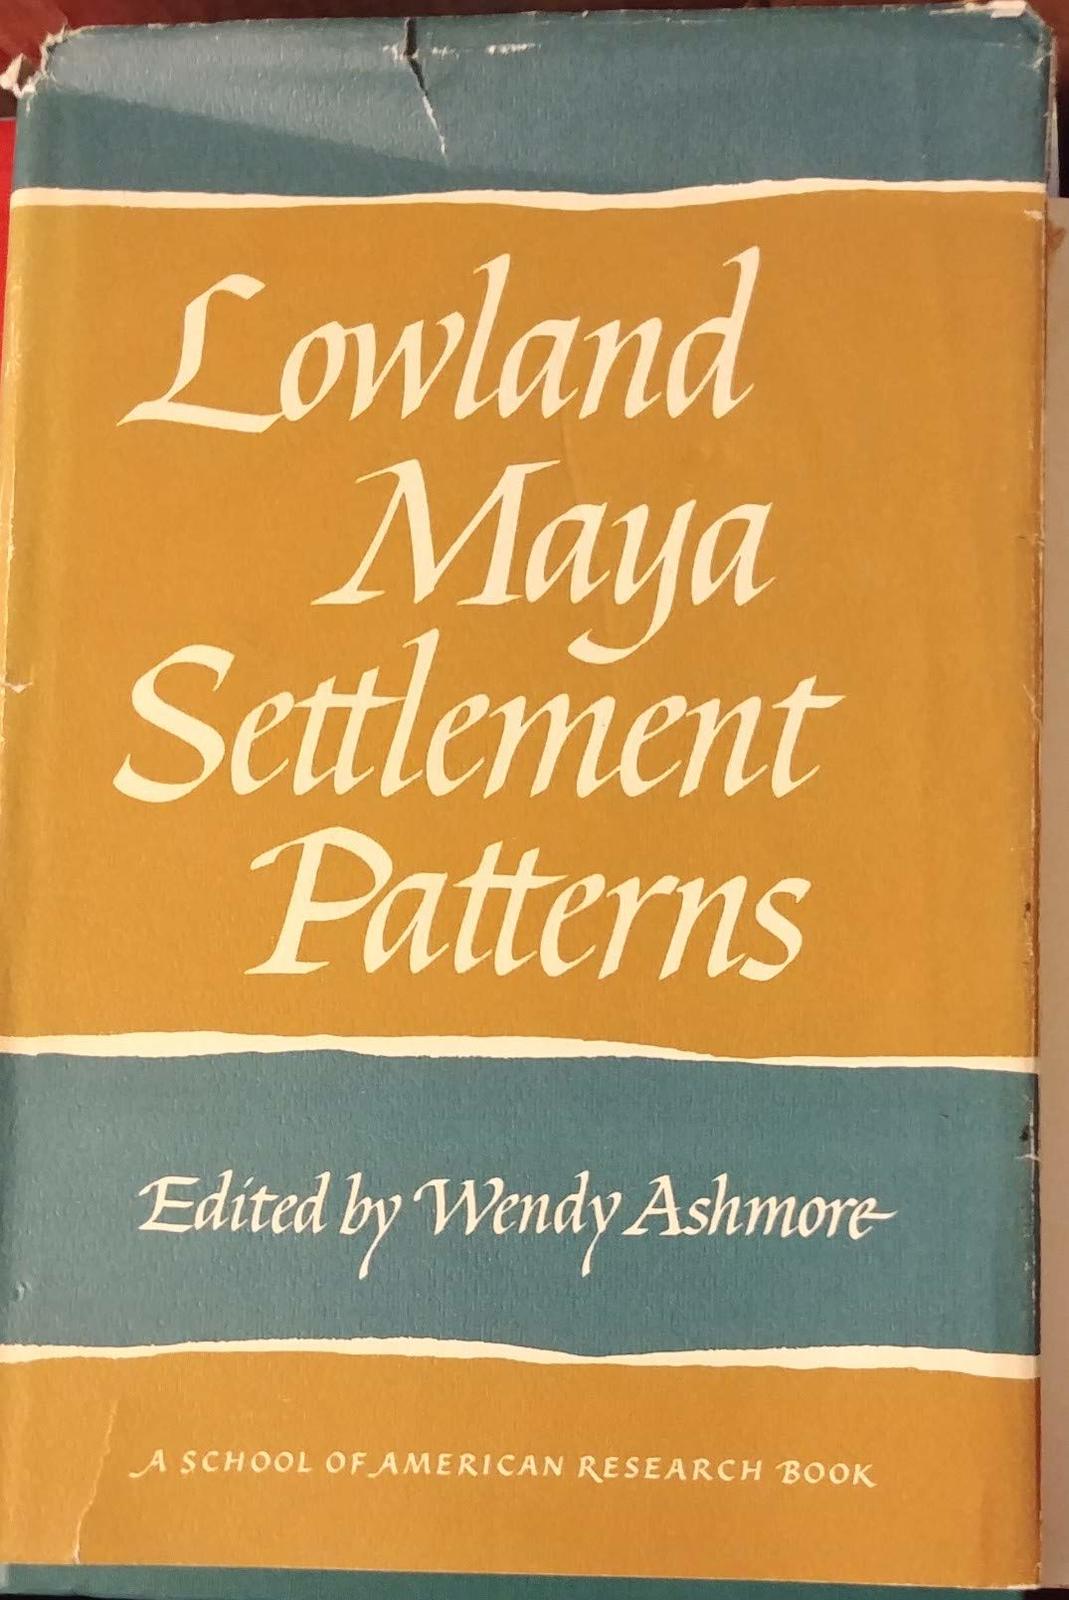 Lowland
Maya
Settlement
Patterns
Edited by Wendy Ashmore
A SCHOOL OF AMERICAN RESEARCH BOOK